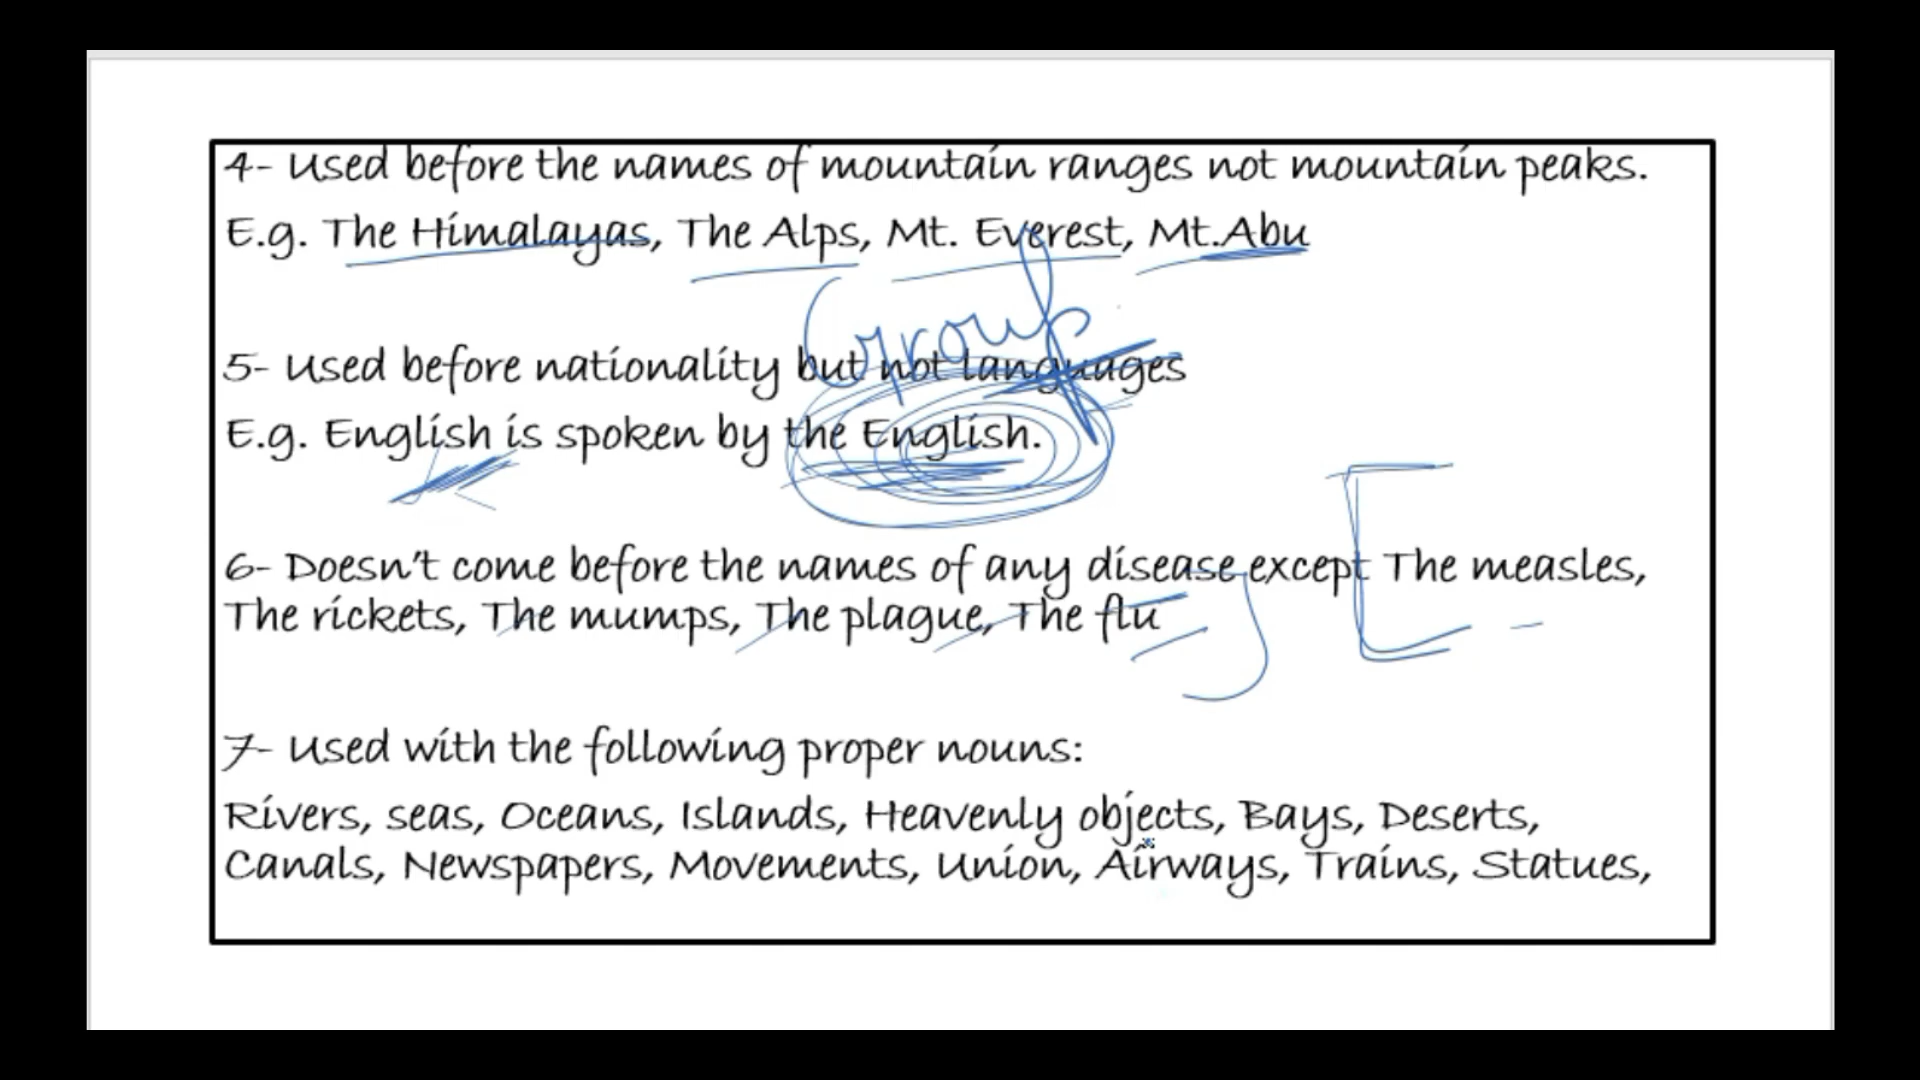 4- Used before the names of mountain ranges not mountain peaks.
E.g. The Himalayas, The Alps, Mt. Everest, Mt.Abu
Group
5- Used before nationality but not languages
E.g. English is spoken by the English.
6- Doesn't come before the names of any disease except The measles,
The rickets, The mumps, The plague, The flu
7- Used with the following proper nouns:
Rivers, seas, Oceans, Islands, Heavenly objects, Bays, Deserts,
Canals, Newspapers, Movements, Union, Airways, Trains, Statues,